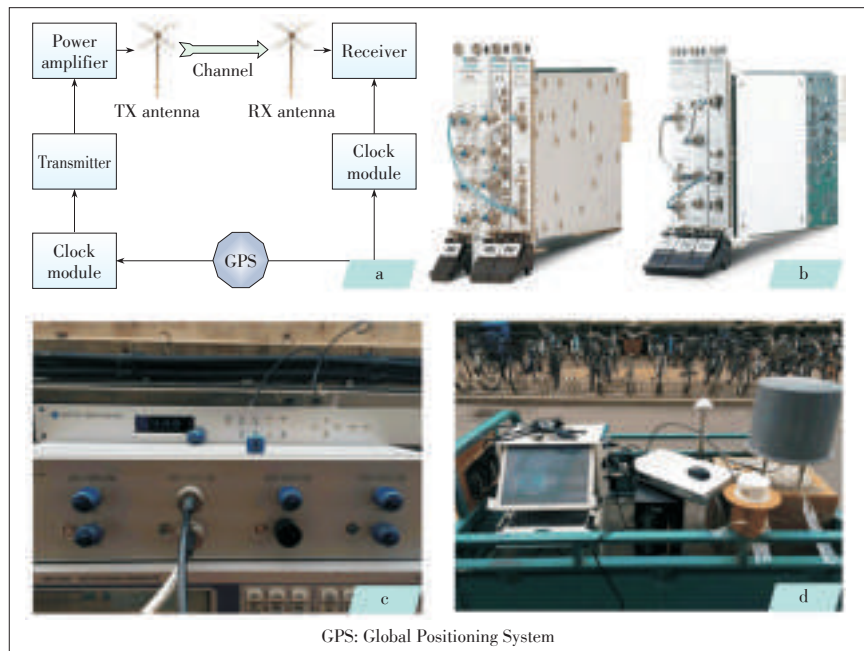 Power
amplifier
Channel
Receiver
TX antenna
RX antenna
Transmitter
Clock
module
Clock
module
GPS
a
b
c
d
GPS: Global Positioning System